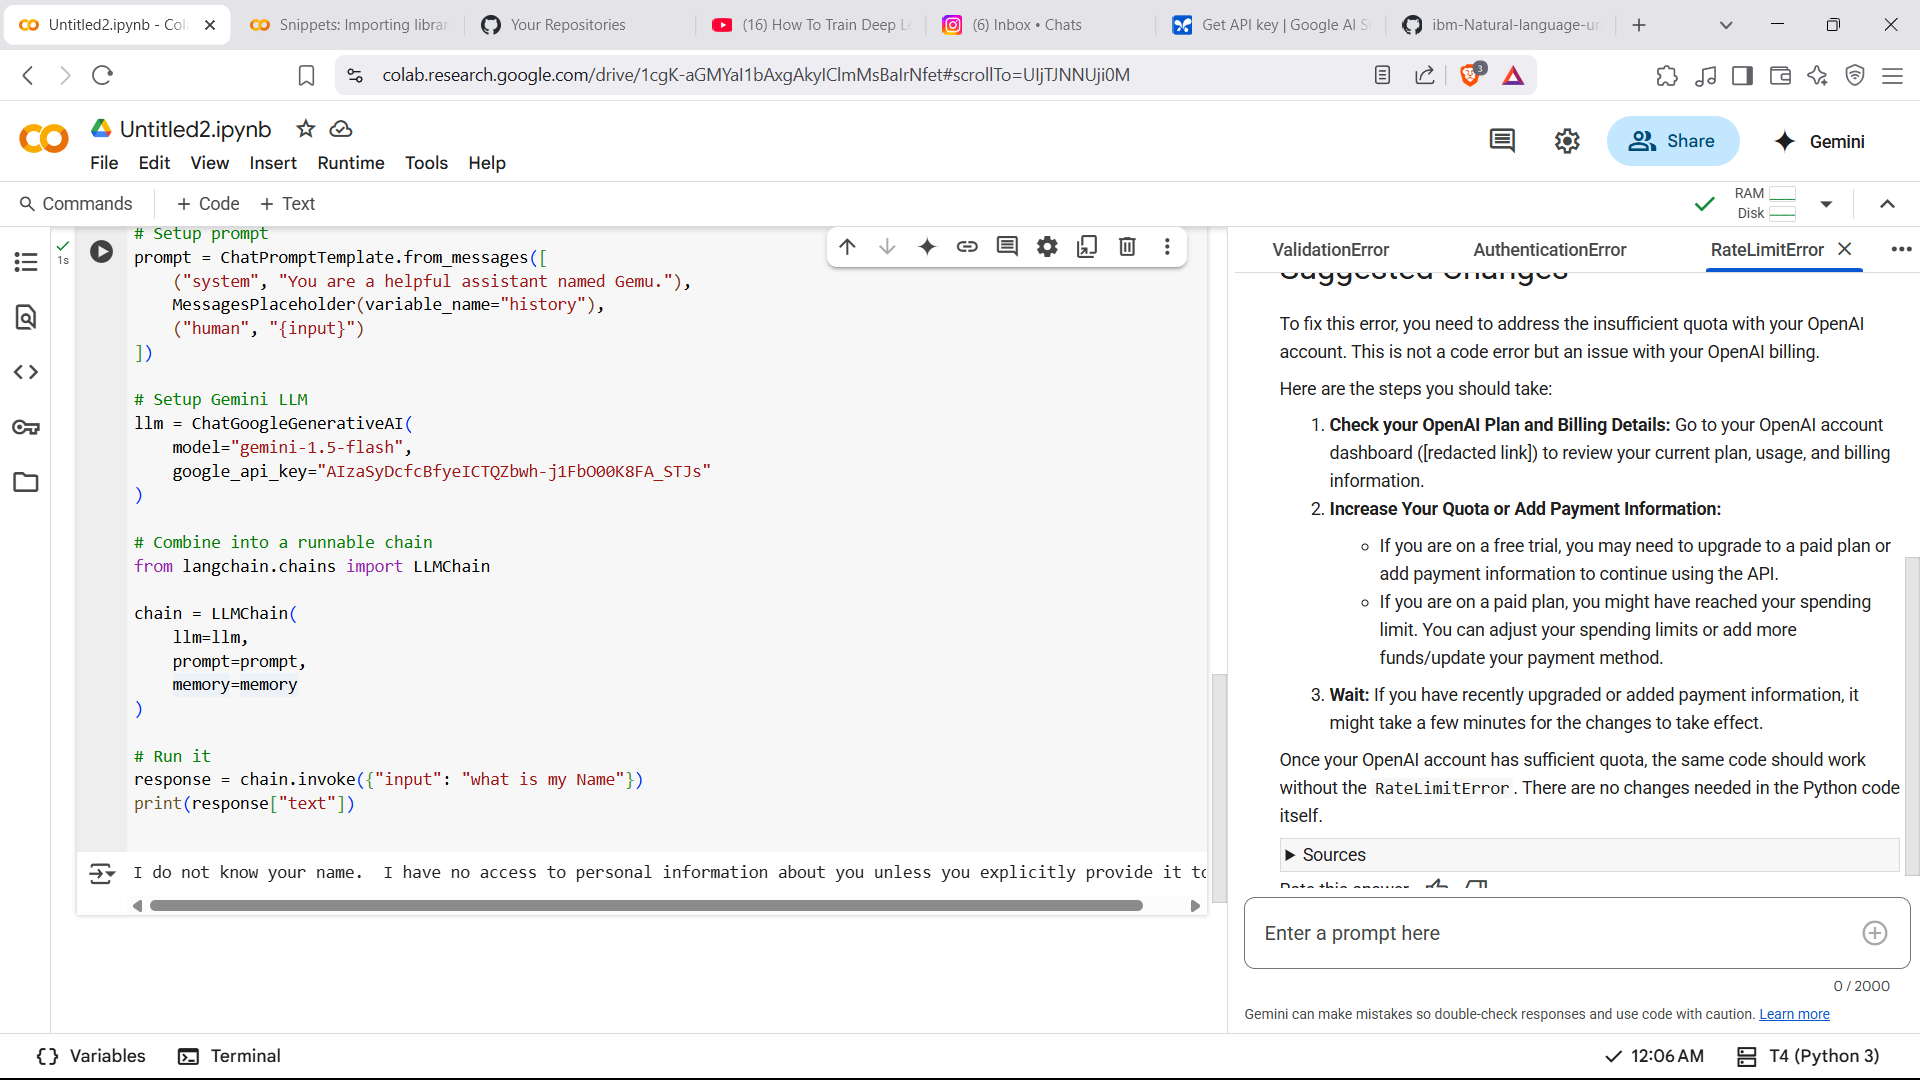 Untitled2.ipynb - Col
Snippets: Importing librar
Your Repositories
(16) How To Train Deep Le
(6) Inbox • Chats
Get API key | Google AI S
ibm-Natural-language-un
colab.research.google.com/drive/1cgK-aGMYaI1bAxgAkyIClmMsBaIrNfet#scrollTo=UIjTJNNUji0M
3
Untitled2.ipynb
File Edit View Insert Runtime Tools Help
Share
Gemini
Commands
+ Code + Text
RAM
Disk
1s
# Setup prompt
prompt = ChatPromptTemplate.from_messages([
("system", "You are a helpful assistant named Gemu."),
MessagesPlaceholder(variable_name="history"),
("human", "{input}")
])
# Setup Gemini LLM
llm = ChatGoogleGenerativeAI(
model="gemini-1.5-flash",
google_api_key="AIzaSyDcfcBfyeICTQZbwh-j1FbO00K8FA_STJs"
)
# Combine into a runnable chain
from langchain.chains import LLMChain
chain = LLMChain(
llm=llm,
prompt=prompt,
memory=memory
)
# Run it
response = chain.invoke({"input": "what is my Name"})
print(response["text"])
I do not know your name.  I have no access to personal information about you unless you explicitly provide it to
ValidationError
AuthenticationError
RateLimitError
Suggested Changes
To fix this error, you need to address the insufficient quota with your OpenAI
account. This is not a code error but an issue with your OpenAI billing.
Here are the steps you should take:
1. Check your OpenAI Plan and Billing Details: Go to your OpenAI account
dashboard ([redacted link]) to review your current plan, usage, and billing
information.
2. Increase Your Quota or Add Payment Information:
If you are on a free trial, you may need to upgrade to a paid plan or
add payment information to continue using the API.
If you are on a paid plan, you might have reached your spending
limit. You can adjust your spending limits or add more
funds/update your payment method.
3. Wait: If you have recently upgraded or added payment information, it
might take a few minutes for the changes to take effect.
Once your OpenAI account has sufficient quota, the same code should work
without the RateLimitError. There are no changes needed in the Python code
itself.
Sources
Rate this answer
Enter a prompt here
0 / 2000
Gemini can make mistakes so double-check responses and use code with caution. Learn more
Variables
Terminal
12:06 AM
T4 (Python 3)